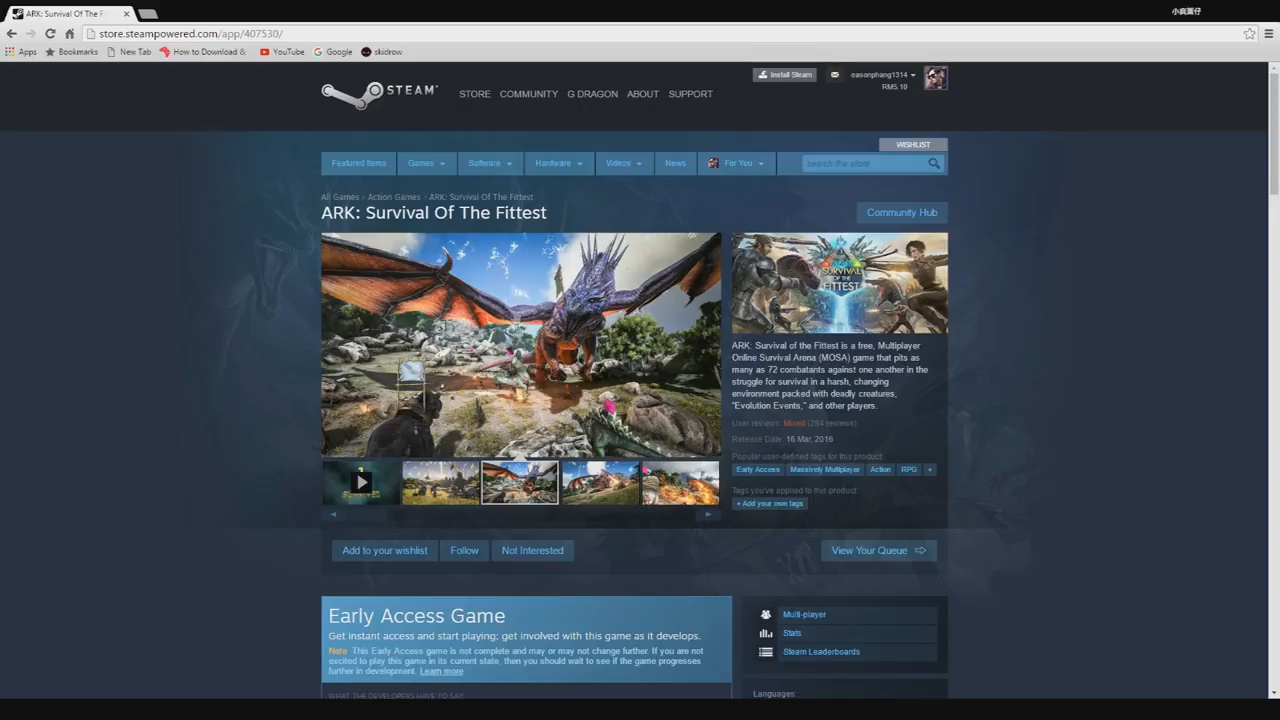 ARK: Survival Of The F
小疯面仔
store.steampowered.com/app/407530/
Apps Bookmarks New Tab How to Download & YouTube Google skidrow
Install Steam easonphang1314
RM5.10
STEAM STORE COMMUNITY G DRAGON ABOUT SUPPORT
WISHLIST
Featured Items Games Software Hardware Videos News For You search the store
All Games › Action Games › ARK: Survival Of The Fittest
ARK: Survival Of The Fittest
Community Hub
SURVIVAL
OF THE
FITTEST
ARK: Survival of the Fittest is a free, Multiplayer
Online Survival Arena (MOSA) game that pits as
many as 72 combatants against one another in the
struggle for survival in a harsh, changing
environment packed with deadly creatures,
"Evolution Events," and other players.
User reviews: Mixed (284 reviews)
Release Date: 16 Mar, 2016
Popular user-defined tags for this product:
Early Access Massively Multiplayer Action RPG +
Tags you've applied to this product:
+ Add your own tags
Add to your wishlist Follow Not Interested View Your Queue
Early Access Game
Get instant access and start playing; get involved with this game as it develops.
Note: This Early Access game is not complete and may or may not change further. If you are not
excited to play this game in its current state, then you should wait to see if the game progresses
further in development. Learn more
WHAT THE DEVELOPERS HAVE TO SAY:
Multi-player
Stats
Steam Leaderboards
Languages